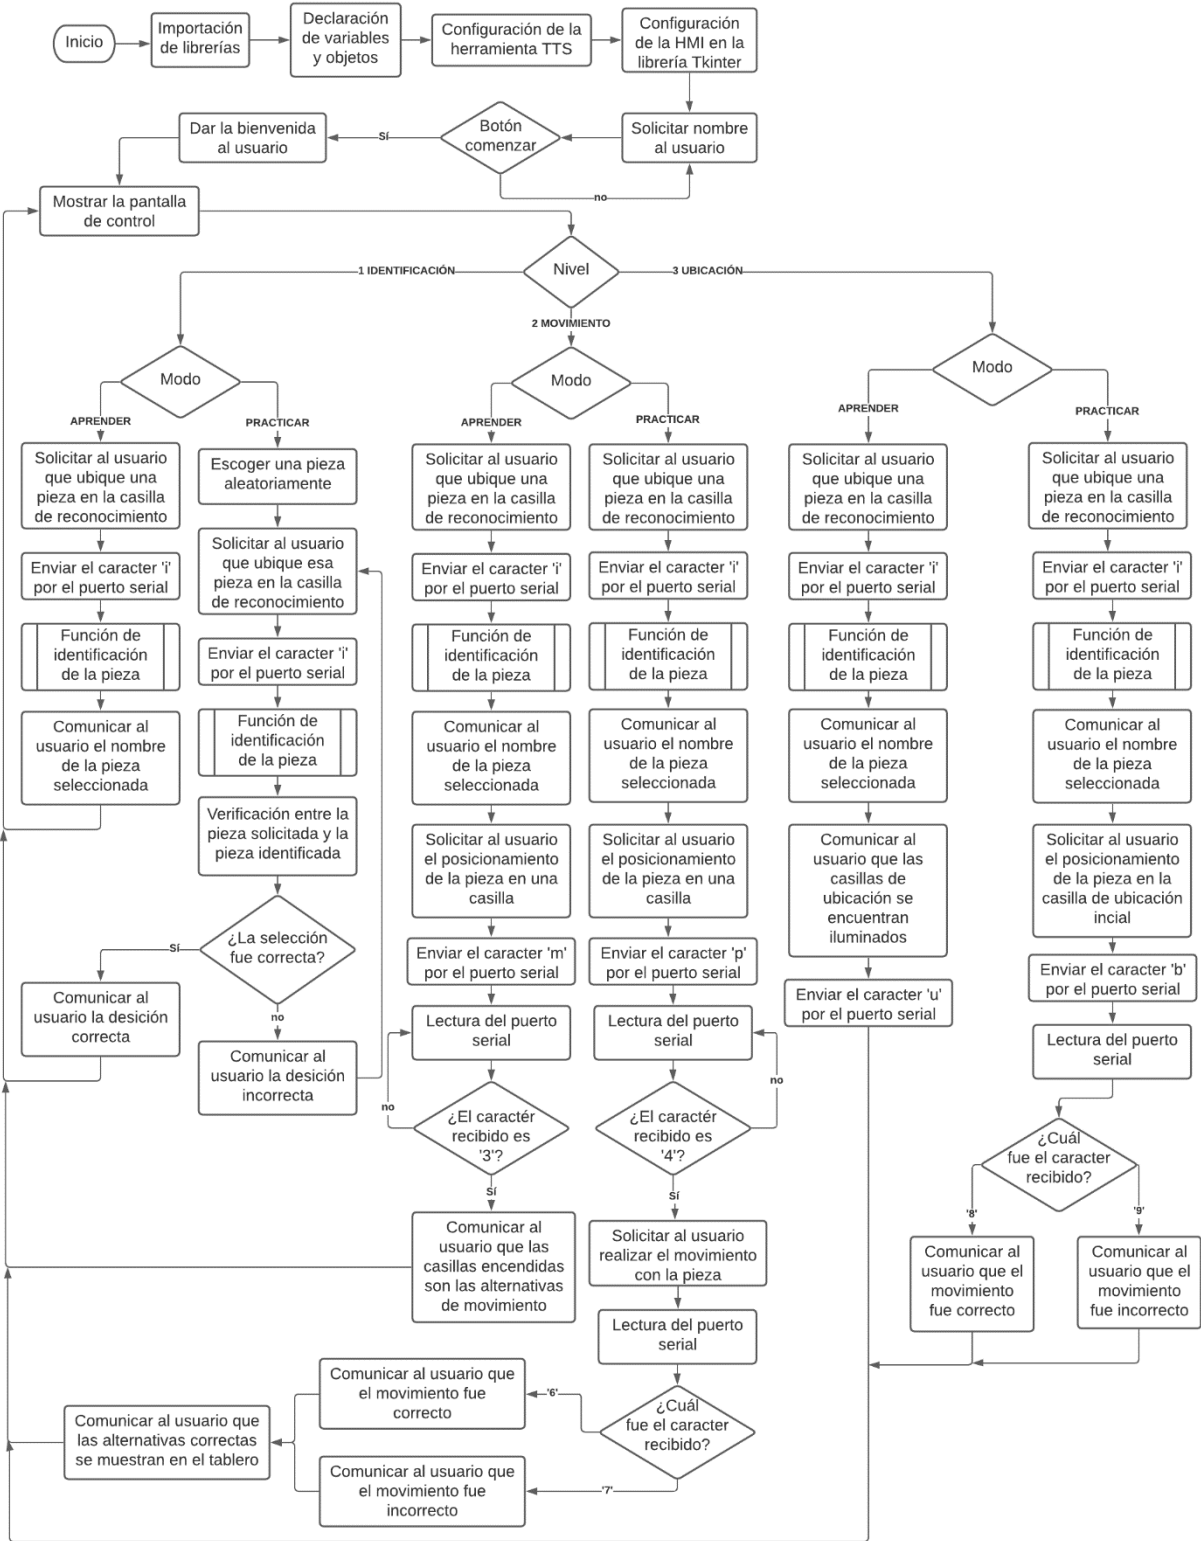 Inicio
Importación
de librerías
Declaración
de variables
y objetos
Configuración de la
herramienta TTS
Configuración
de la HMI en la
librería Tkinter
Dar la bienvenida
al usuario
Sí
Botón
comenzar
Solicitar nombre
al usuario
no
Mostrar la pantalla
de control
Nivel
1 IDENTIFICACIÓN
2 MOVIMIENTO
3 UBICACIÓN
Modo
APRENDER
PRACTICAR
Solicitar al usuario
que ubique una
pieza en la casilla
de reconocimiento
Enviar el caracter 'i'
por el puerto serial
Función de
identificación
de la pieza
Comunicar al
usuario el nombre
de la pieza
seleccionada
Escoger una pieza
aleatoriamente
Solicitar al usuario
que ubique esa
pieza en la casilla
de reconocimiento
Enviar el caracter 'i'
por el puerto serial
Función de
identificación
de la pieza
Verificación entre la
pieza solicitada y la
pieza identificada
¿La selección
fue correcta?
Sí
Comunicar al
usuario la desición
correcta
no
Comunicar al
usuario la desición
incorrecta
Modo
APRENDER
PRACTICAR
Solicitar al usuario
que ubique una
pieza en la casilla
de reconocimiento
Enviar el caracter 'i'
por el puerto serial
Función de
identificación
de la pieza
Comunicar al
usuario el nombre
de la pieza
seleccionada
Solicitar al usuario
el posicionamiento
de la pieza en una
casilla
Enviar el caracter 'm'
por el puerto serial
Lectura del puerto
serial
no
¿El caractér
recibido es
'3'?
Sí
Comunicar al
usuario que las
casillas encendidas
son las alternativas
de movimiento
Solicitar al usuario
que ubique una
pieza en la casilla
de reconocimiento
Enviar el caracter 'i'
por el puerto serial
Función de
identificación
de la pieza
Comunicar al
usuario el nombre
de la pieza
seleccionada
Solicitar al usuario
el posicionamiento
de la pieza en una
casilla
Enviar el caracter 'p'
por el puerto serial
Lectura del puerto
serial
no
¿El caractér
recibido es
'4'?
Sí
Solicitar al usuario
realizar el movimiento
con la pieza
Lectura del puerto
serial
¿Cuál
fue el caracter
recibido?
'6'
Comunicar al usuario que
el movimiento fue
correcto
'7'
Comunicar al usuario que
el movimiento fue
incorrecto
Comunicar al usuario que
las alternativas correctas
se muestran en el tablero
Modo
APRENDER
PRACTICAR
Solicitar al usuario
que ubique una
pieza en la casilla
de reconocimiento
Enviar el caracter 'i'
por el puerto serial
Función de
identificación
de la pieza
Comunicar al
usuario el nombre
de la pieza
seleccionada
Comunicar al
usuario que las
casillas de
ubicación se
encuentran
iluminados
Enviar el caracter 'u'
por el puerto serial
Solicitar al usuario
que ubique una
pieza en la casilla
de reconocimiento
Enviar el caracter 'i'
por el puerto serial
Función de
identificación
de la pieza
Comunicar al
usuario el nombre
de la pieza
seleccionada
Solicitar al usuario
el posicionamiento
de la pieza en la
casilla de ubicación
incial
Enviar el caracter 'b'
por el puerto serial
Lectura del puerto
serial
¿Cuál
fue el caracter
recibido?
'8'
'9'
Comunicar al
usuario que el
movimiento
fue correcto
Comunicar al
usuario que el
movimiento
fue incorrecto